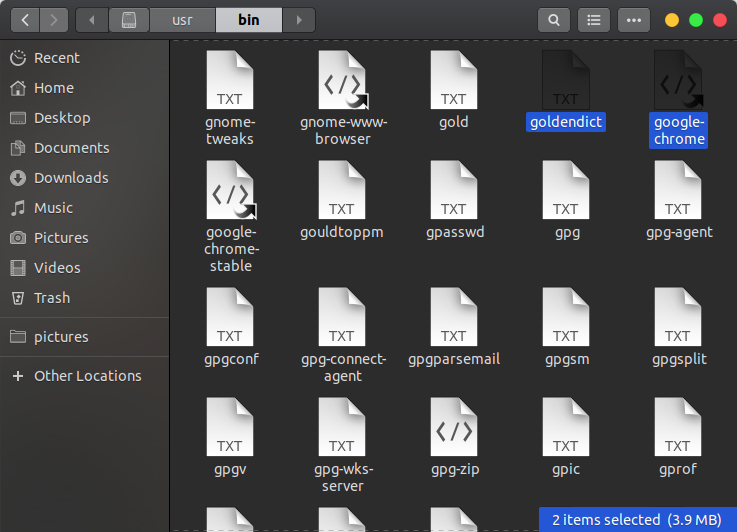 usr bin
Recent
Home
Desktop
Documents
Downloads
Music
Pictures
Videos
Trash
pictures
Other Locations
TXT </> TXT TXT </>
gnome- gnome-www- gold goldendict google-
tweaks browser chrome
</> TXT TXT TXT TXT
google- gouldtoppm gpasswd gpg gpg-agent
chrome-
stable
TXT TXT TXT TXT TXT
gpgconf gpg-connect- gpgparsemail gpgsm gpgsplit
agent
TXT TXT </> TXT TXT
gpgv gpg-wks- gpg-zip gpic gprof
server
2 items selected (3.9 MB)